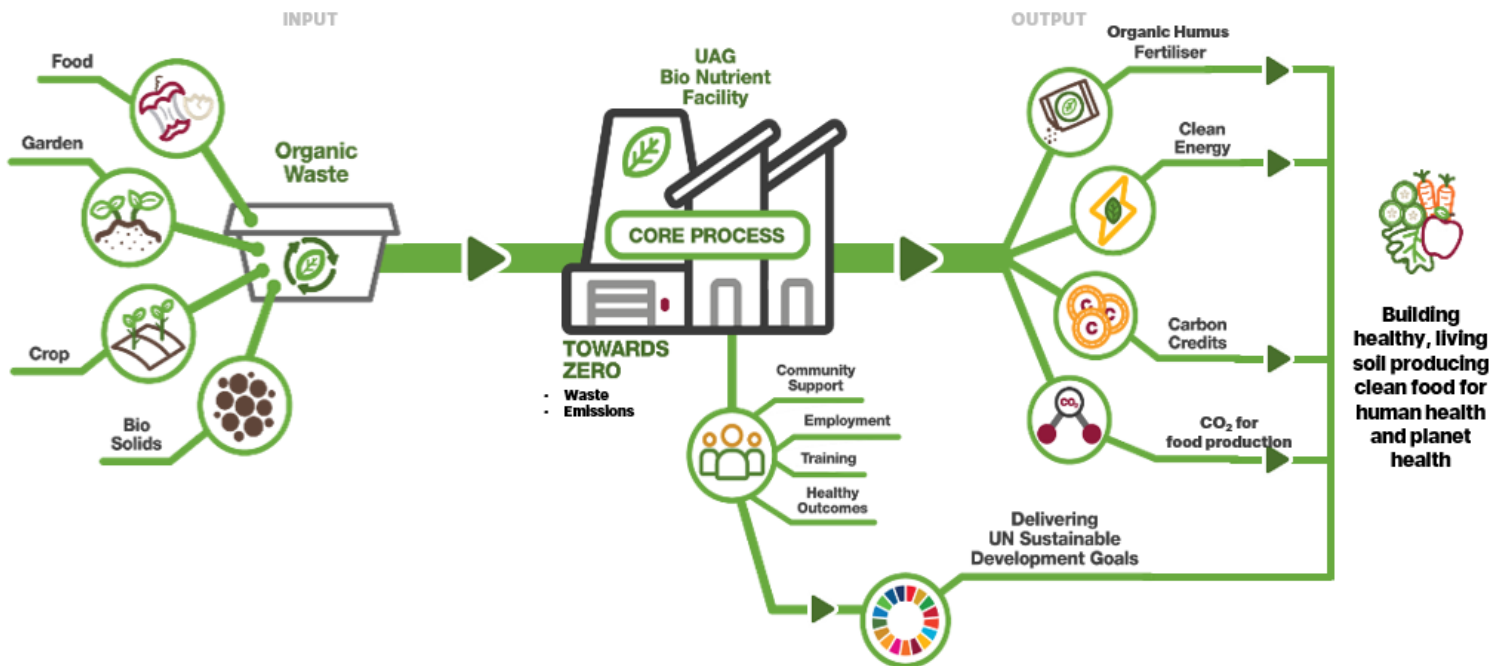 INPUT
OUTPUT
Food
Garden
Crop
Bio
Solids
Organic
Waste
UAG
Bio Nutrient
Facility
CORE PROCESS
TOWARDS
ZERO
- Waste
- Emissions
Community
Support
Employment
Training
Healthy
Outcomes
Organic Humus
Fertiliser
Clean
Energy
C
C
C
Carbon
Credits
CO₂
CO₂ for
food production
Delivering
UN Sustainable
Development Goals
Building
healthy, living
soil producing
clean food for
human health
and planet
health